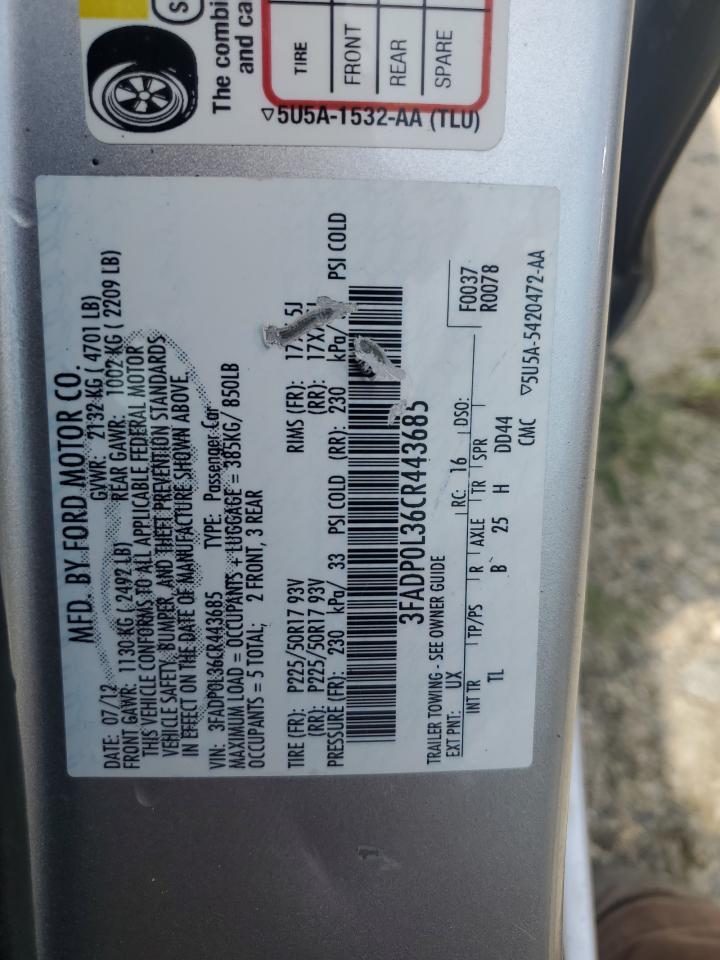 The combi
and ca
TIRE
FRONT
REAR
SPARE
▽5U5A-1532-AA (TLU)
MFD. BY FORD MOTOR CO.
DATE: 07/12 GVWR: 2132 KG ( 4701 LB)
FRONT GAWR: 1130 KG ( 2492 LB) REAR GAWR: 1002 KG ( 2209 LB)
THIS VEHICLE CONFORMS TO ALL APPLICABLE FEDERAL MOTOR
VEHICLE SAFETY, BUMPER, AND THEFT PREVENTION STANDARDS
IN EFFECT ON THE DATE OF MANUFACTURE SHOWN ABOVE.
VIN: 3FADP0L36CR443685 TYPE: Passenger Car
MAXIMUM LOAD = OCCUPANTS + LUGGAGE = 385KG/ 850LB
OCCUPANTS = 5 TOTAL; 2 FRONT, 3 REAR
TIRE (FR): P225/50R17 93V RIMS (FR): 17 5J
(RR): P225/50R17 93V (RR): 17X
PRESSURE (FR): 230 kPa/ 33 PSI COLD (RR): 230 kPa/ PSI COLD
3FADP0L36CR443685
TRAILER TOWING - SEE OWNER GUIDE
EXT PNT: UX RC: 16 DSO: F0037
R0078
INT TR TP/PS R AXLE TR SPR
TL B 25 H DD44
CMC ▽5U5A-5420472-AA